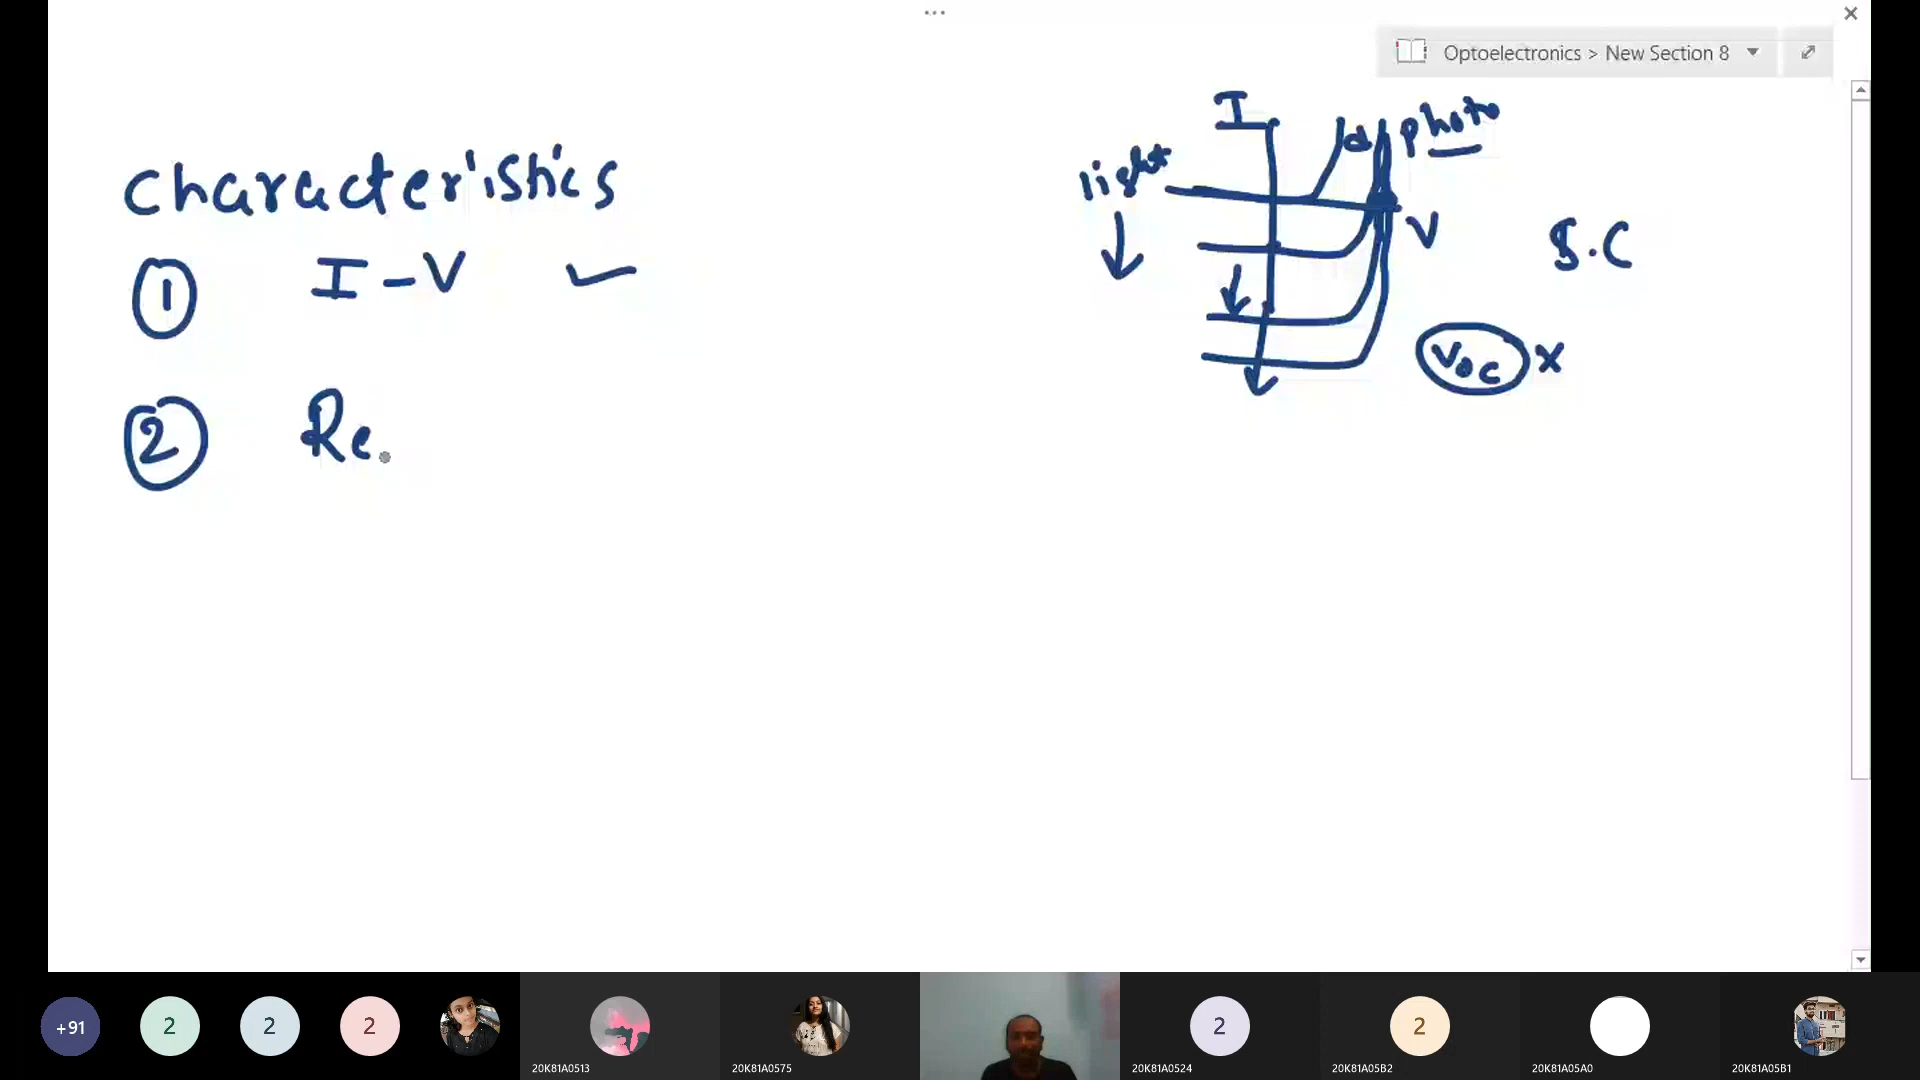 ...
Optoelectronics > New Section 8
I
photo
light
characteristics
V
S.C
1 I-V ✓
Voc x
2 Re
+91
2
2
2
2
2
20K81A0513
20K81A0575
20K81A0524
20K81A05B2
20K81A05A0
20K81A05B1